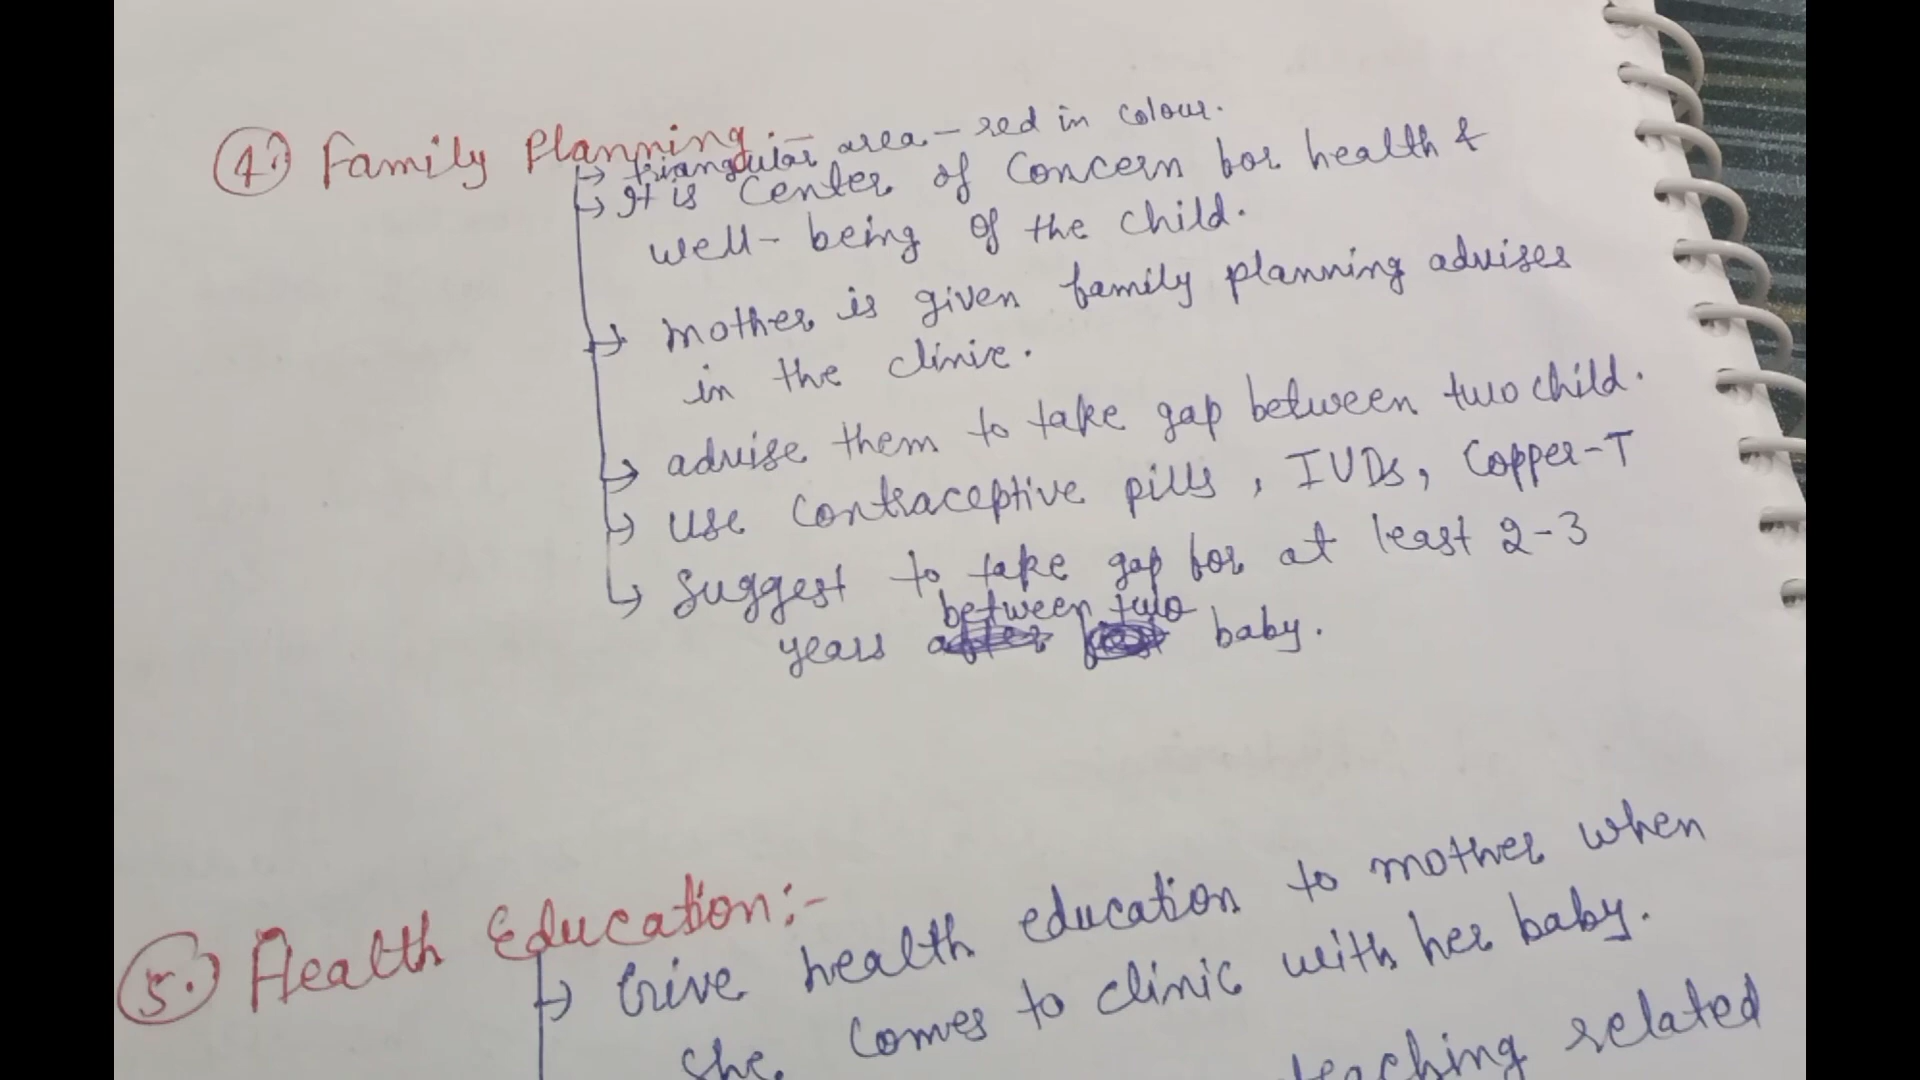 4. Family Planning :-
→ triangular area - red in colour.
→ It is Center of Concern for health &
well-being of the child.
→ Mother is given family planning advises
in the clinic.
→ advise them to take gap between two child.
→ use contraceptive pills, IUDs, Copper-T
→ Suggest to take gap for at least 2-3
between two
years baby.
5. Health Education :-
→ Give health education to mother when
she comes to clinic with her baby.
teaching related